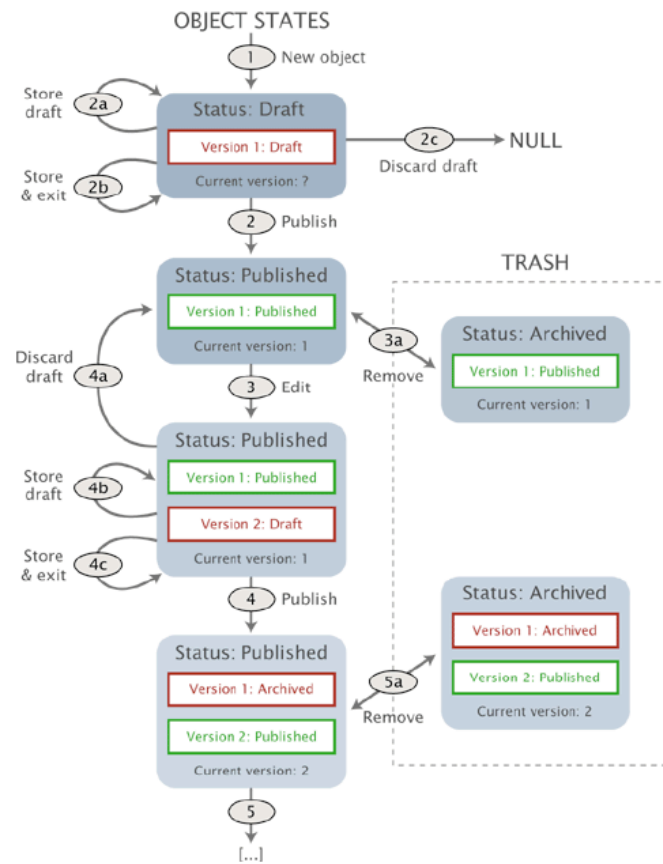 OBJECT STATES
1
New object
Store
draft
2a
Status: Draft
Version 1: Draft
Current version: ?
2c
NULL
Discard draft
Store
& exit
2b
2
Publish
Status: Published
Version 1: Published
Current version: 1
TRASH
3a
Remove
Status: Archived
Version 1: Published
Current version: 1
Discard
draft
4a
3
Edit
Status: Published
Version 1: Published
Version 2: Draft
Current version: 1
Store
draft
4b
Store
& exit
4c
4
Publish
Status: Published
Version 1: Archived
Version 2: Published
Current version: 2
5a
Remove
Status: Archived
Version 1: Archived
Version 2: Published
Current version: 2
5
[...]